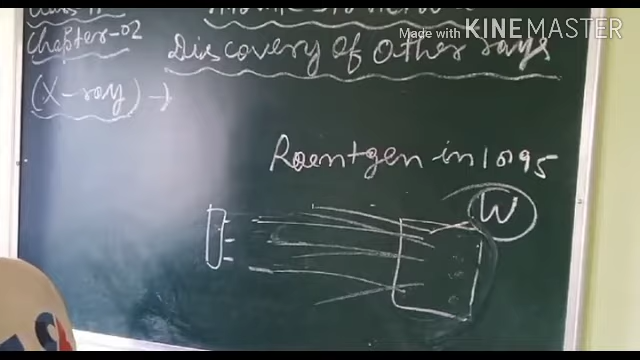 Made with KINEMASTER
Chapter-02
Discovery of Other rays
(X-ray) →
Roentgen in 1895
W